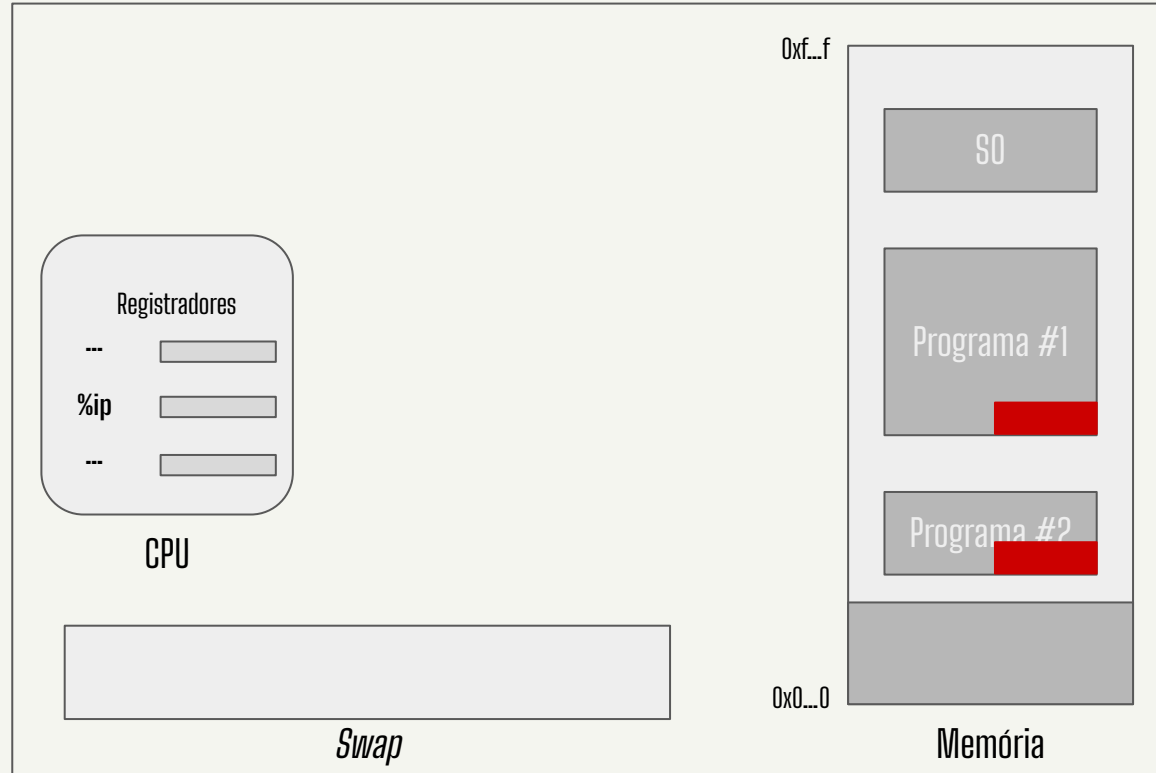 0xf...f
SO
Registradores
---
%ip
---
CPU
Programa #1
Programa #2
0x0...0
Swap
Memória